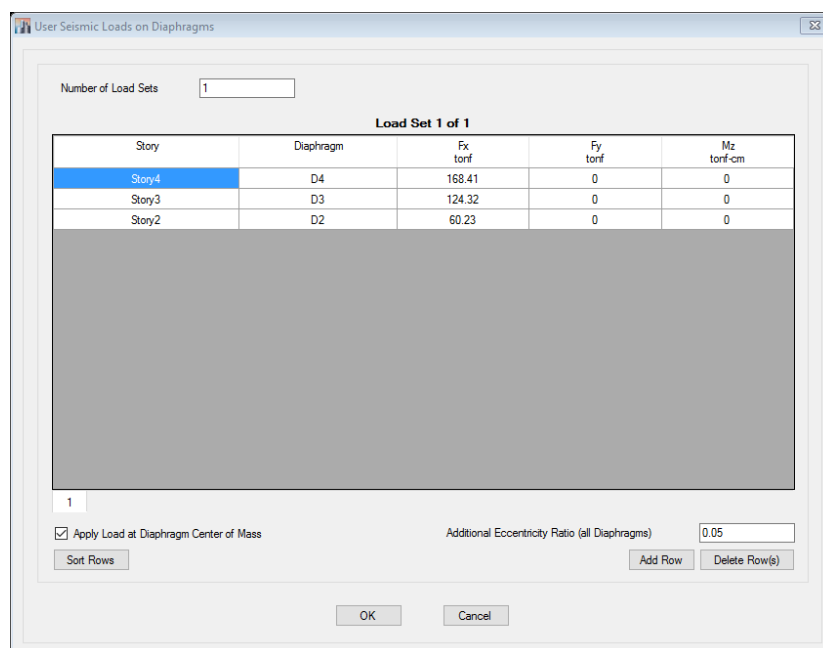 User Seismic Loads on Diaphragms
Number of Load Sets 1
Load Set 1 of 1
Story Diaphragm Fx Fy Mz
tonf tonf tonf-cm
Story4 D4 168.41 0 0
Story3 D3 124.32 0 0
Story2 D2 60.23 0 0
1
Apply Load at Diaphragm Center of Mass Additional Eccentricity Ratio (all Diaphragms) 0.05
Sort Rows Add Row Delete Row(s)
OK Cancel